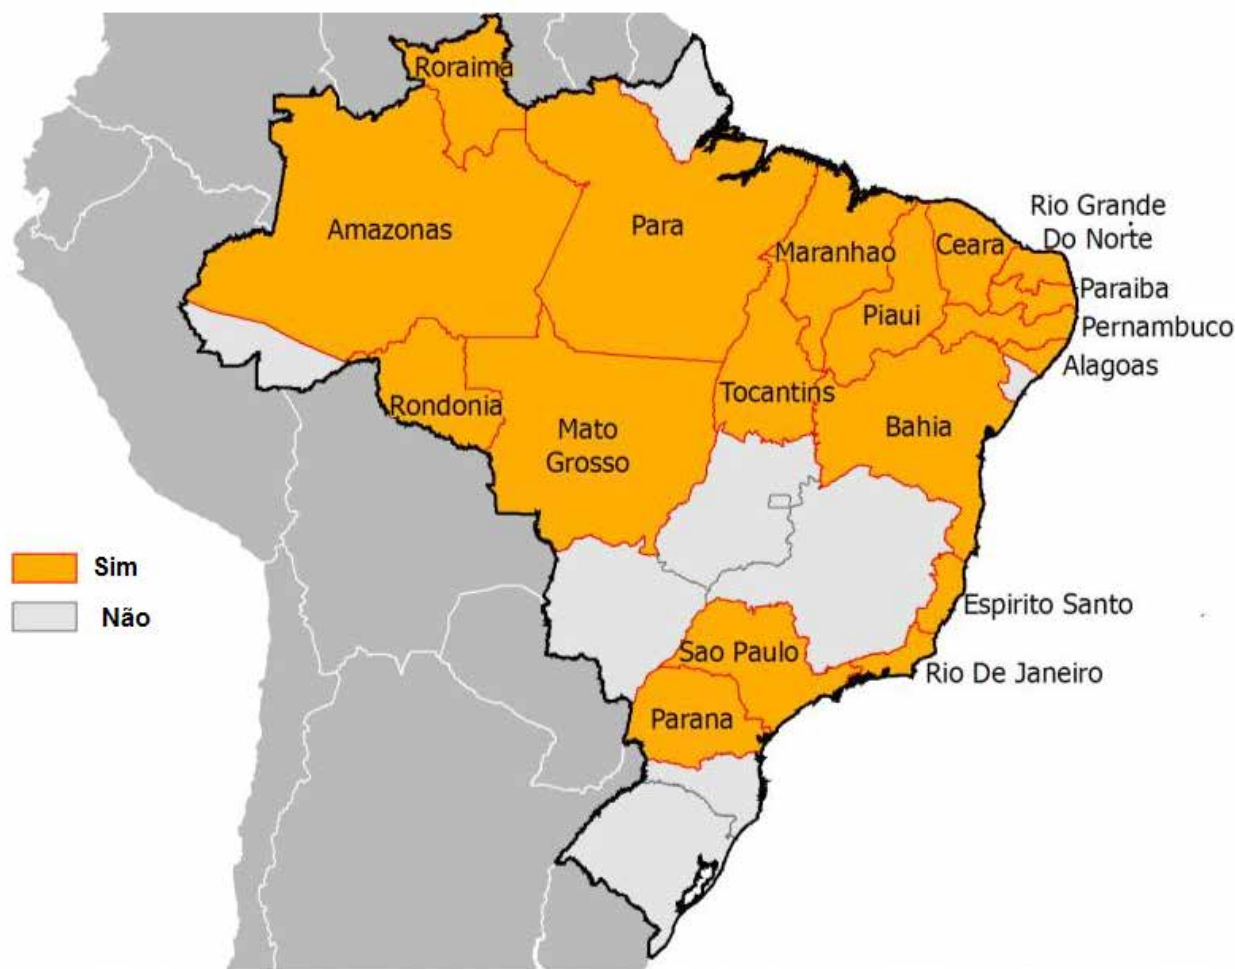 Roraima
Amazonas
Para
Maranhao
Ceara
Rio Grande
Do Norte
Paraiba
Piaui
Pernambuco
Alagoas
Rondonia
Tocantins
Mato
Grosso
Bahia
Sim
Não
Espirito Santo
Sao Paulo
Rio De Janeiro
Parana